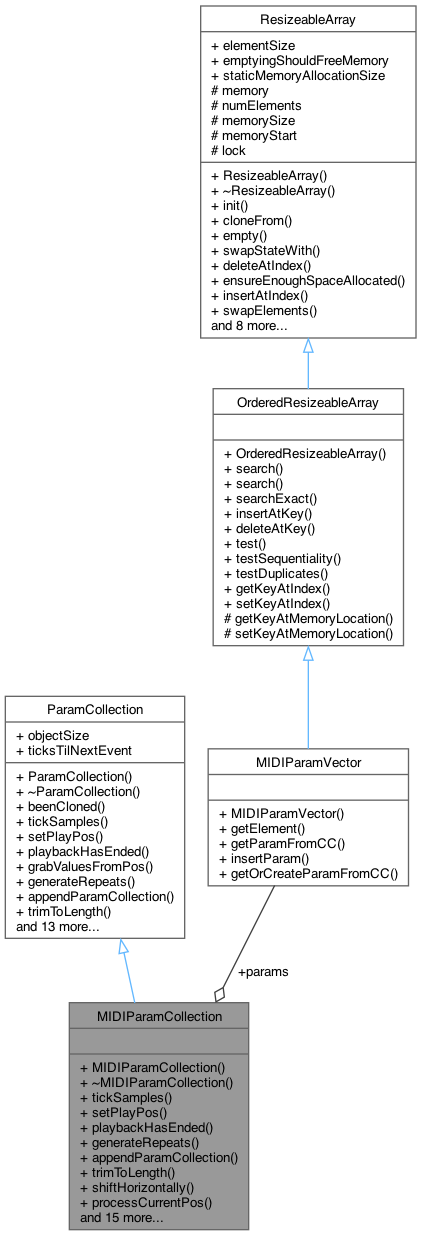 ResizeableArray
+ elementSize
+ emptyingShouldFreeMemory
+ staticMemoryAllocationSize
# memory
# numElements
# memorySize
# memoryStart
# lock
+ ResizeableArray()
+ ~ResizeableArray()
+ init()
+ cloneFrom()
+ empty()
+ swapStateWith()
+ deleteAtIndex()
+ ensureEnoughSpaceAllocated()
+ insertAtIndex()
+ swapElements()
and 8 more...
OrderedResizeableArray
+ OrderedResizeableArray()
+ search()
+ search()
+ searchExact()
+ insertAtKey()
+ deleteAtKey()
+ test()
+ testSequentiality()
+ testDuplicates()
+ getKeyAtIndex()
+ setKeyAtIndex()
# getKeyAtMemoryLocation()
# setKeyAtMemoryLocation()
ParamCollection
+ objectSize
+ ticksTilNextEvent
+ ParamCollection()
+ ~ParamCollection()
+ beenCloned()
+ tickSamples()
+ setPlayPos()
+ playbackHasEnded()
+ grabValuesFromPos()
+ generateRepeats()
+ appendParamCollection()
+ trimToLength()
and 13 more...
MIDIParamVector
+ MIDIParamVector()
+ getElement()
+ getParamFromCC()
+ insertParam()
+ getOrCreateParamFromCC()
+params
MIDIParamCollection
+ MIDIParamCollection()
+ ~MIDIParamCollection()
+ tickSamples()
+ setPlayPos()
+ playbackHasEnded()
+ generateRepeats()
+ appendParamCollection()
+ trimToLength()
+ shiftHorizontally()
+ processCurrentPos()
and 15 more...